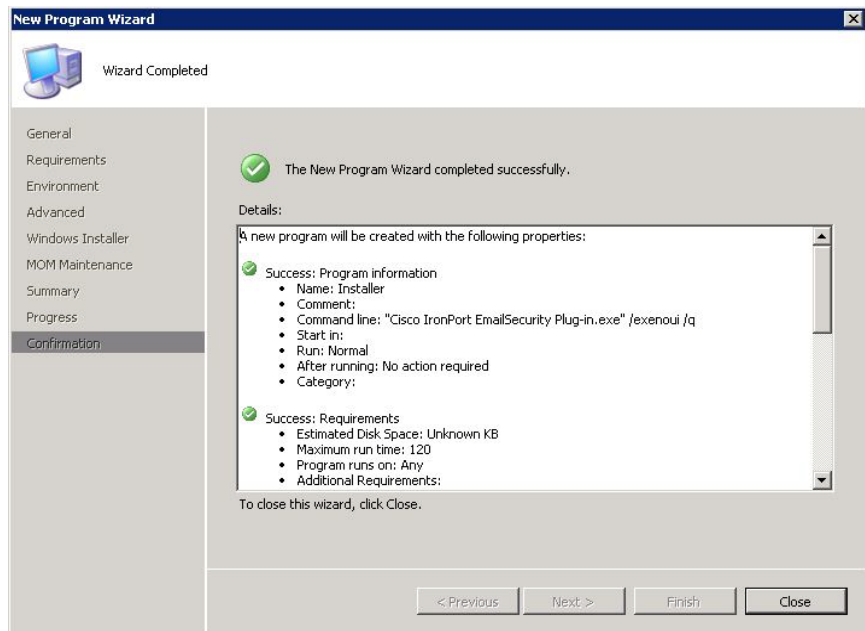 New Program Wizard
Wizard Completed
General
Requirements
Environment
Advanced
Windows Installer
MOM Maintenance
Summary
Progress
Confirmation
The New Program Wizard completed successfully.
Details:
A new program will be created with the following properties:
Success: Program information
• Name: Installer
• Comment:
• Command line: "Cisco IronPort EmailSecurity Plug-in.exe" /exenoui /q
• Start in:
• Run: Normal
• After running: No action required
• Category:
Success: Requirements
• Estimated Disk Space: Unknown KB
• Maximum run time: 120
• Program runs on: Any
• Additional Requirements:
To close this wizard, click Close.
< Previous
Next >
Finish
Close